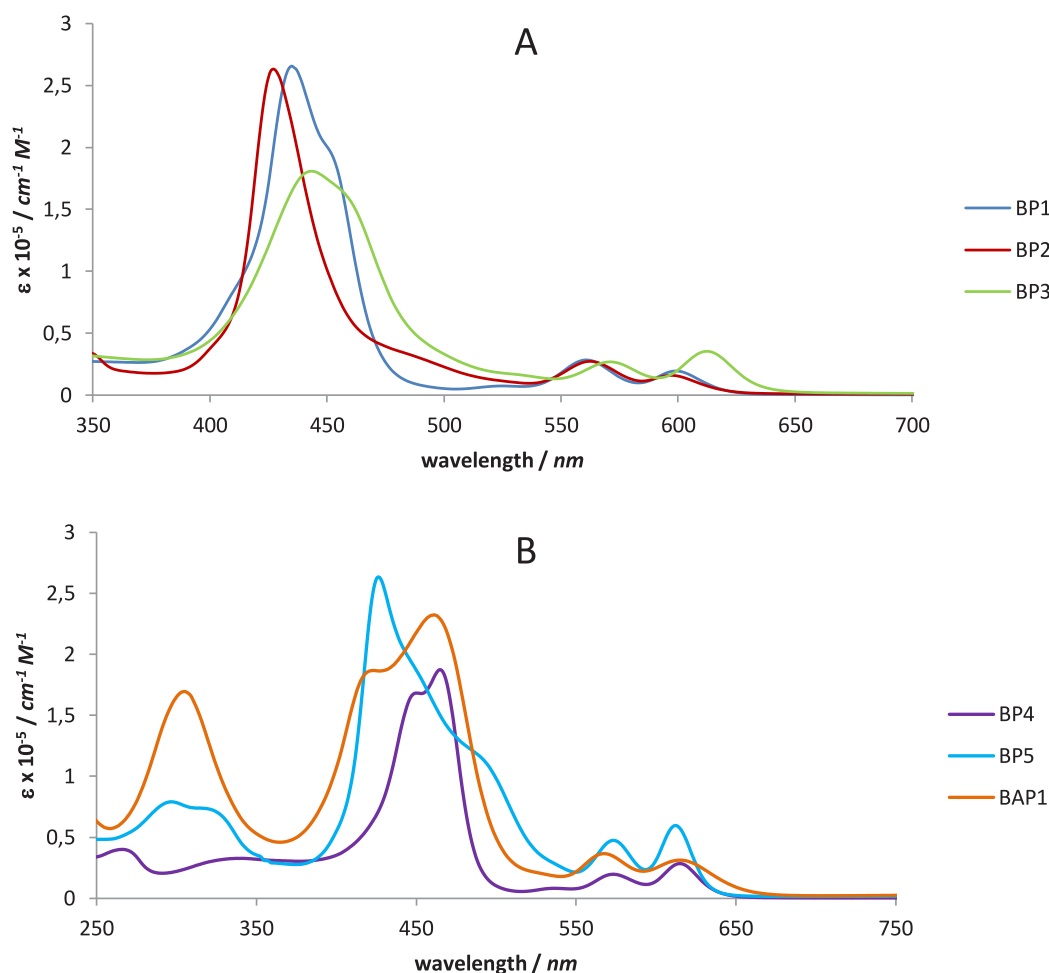 A
3
2,5
2
1,5
1
0,5
0
ε x 10⁻⁵ / cm⁻¹ M⁻¹
350 400 450 500 550 600 650 700
wavelength / nm
BP1
BP2
BP3
B
3
2,5
2
1,5
1
0,5
0
ε x 10⁻⁵ / cm⁻¹ M⁻¹
250 350 450 550 650 750
wavelength / nm
BP4
BP5
BAP1